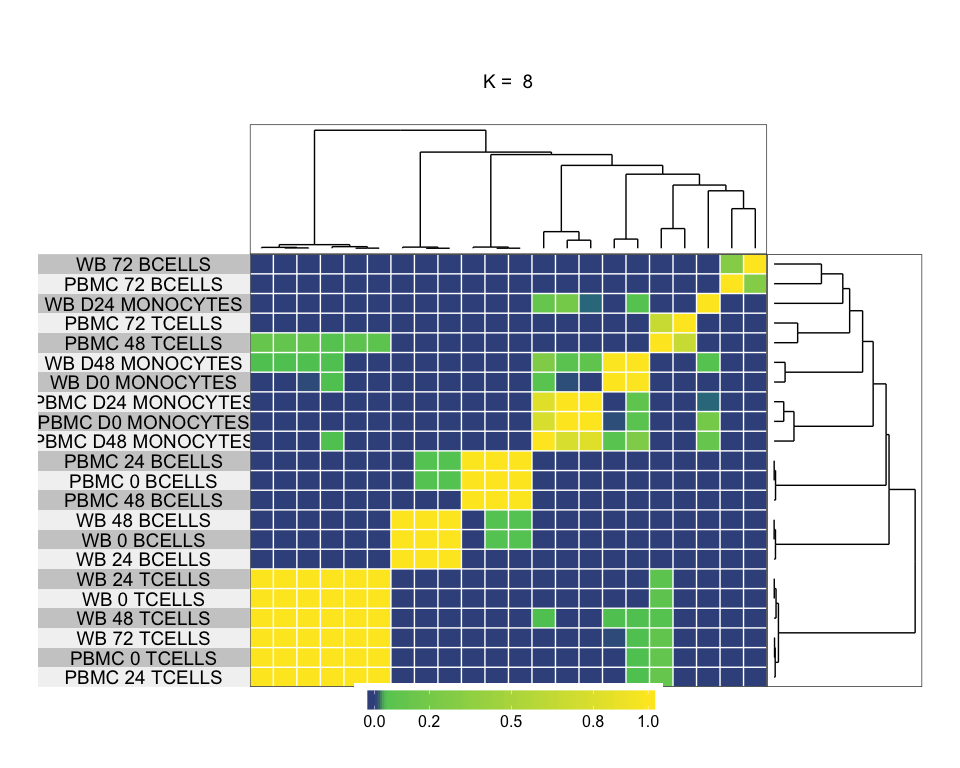 K = 8
WB 72 BCELLS
PBMC 72 BCELLS
WB D24 MONOCYTES
PBMC 72 TCELLS
PBMC 48 TCELLS
WB D48 MONOCYTES
WB D0 MONOCYTES
PBMC D24 MONOCYTES
PBMC D0 MONOCYTES
PBMC D48 MONOCYTES
PBMC 24 BCELLS
PBMC 0 BCELLS
PBMC 48 BCELLS
WB 48 BCELLS
WB 0 BCELLS
WB 24 BCELLS
WB 24 TCELLS
WB 0 TCELLS
WB 48 TCELLS
WB 72 TCELLS
PBMC 0 TCELLS
PBMC 24 TCELLS
0.0 0.2 0.5 0.8 1.0